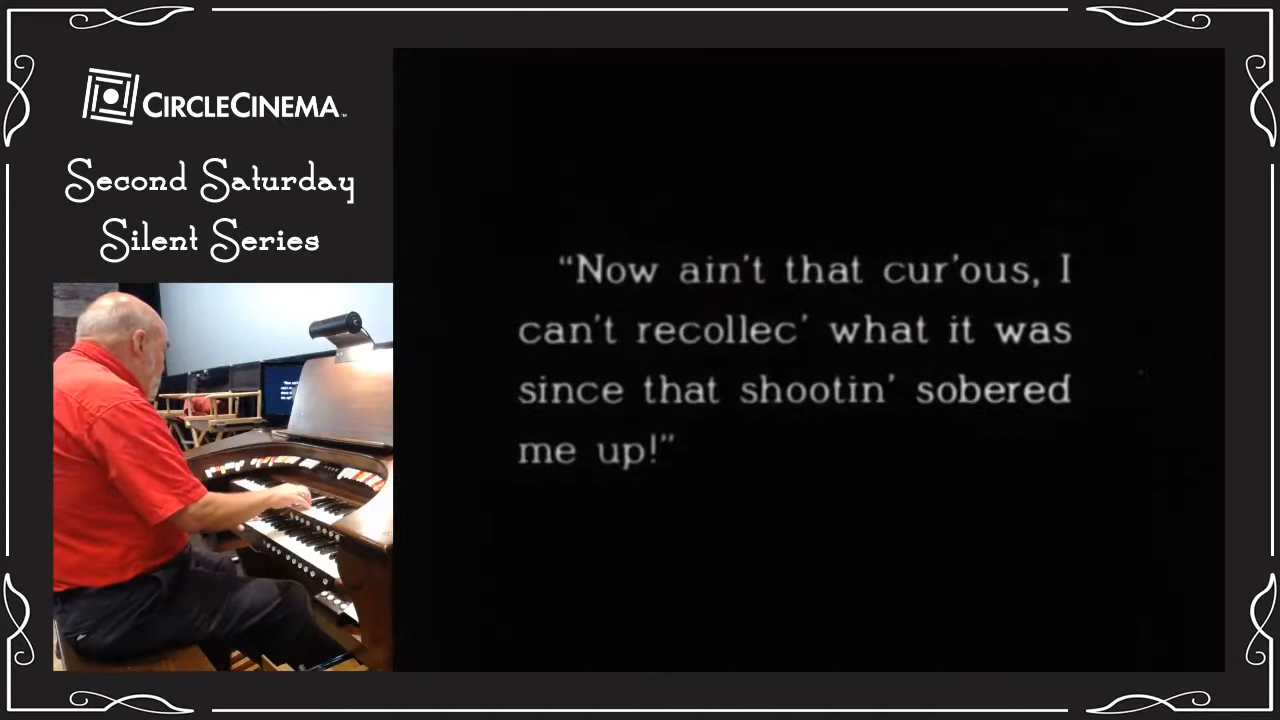 CIRCLECINEMA™
Second Saturday
Silent Series
“Now ain’t that cur’ous, I
can’t recollec’ what it was
since that shootin’ sobered
me up!”